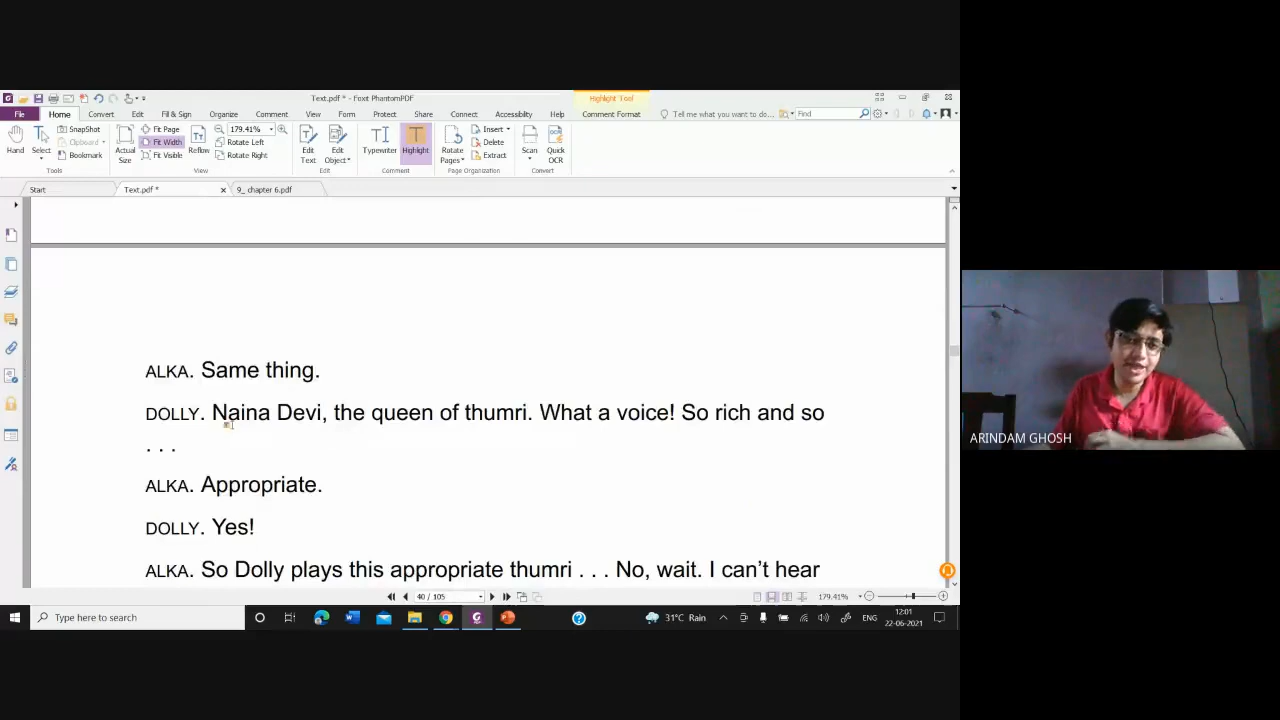 Text.pdf * - Foxit PhantomPDF
Highlight Tool
File Home Convert Edit Fill & Sign Organize Comment View Form Protect Share Connect Accessibility Help Comment Format Tell me what you want to do... Find
Hand
Select
SnapShot
Clipboard
Bookmark
Tools
Actual Size
Fit Page
Fit Width
Fit Visible
Reflow
179.41%
Rotate Left
Rotate Right
View
Edit Text
Edit Object
Edit
Typewriter
Highlight
Comment
Rotate Pages
Insert
Delete
Extract
Page Organization
Scan
Quick OCR
Convert
Start Text.pdf * 9_ chapter 6.pdf
ALKA. Same thing.
DOLLY. Naina Devi, the queen of thumri. What a voice! So rich and so
. . .
ALKA. Appropriate.
DOLLY. Yes!
ALKA. So Dolly plays this appropriate thumri . . . No, wait. I can’t hear
40 / 105 179.41%
Type here to search 31°C Rain ENG 12:01
22-06-2021
ARINDAM GHOSH